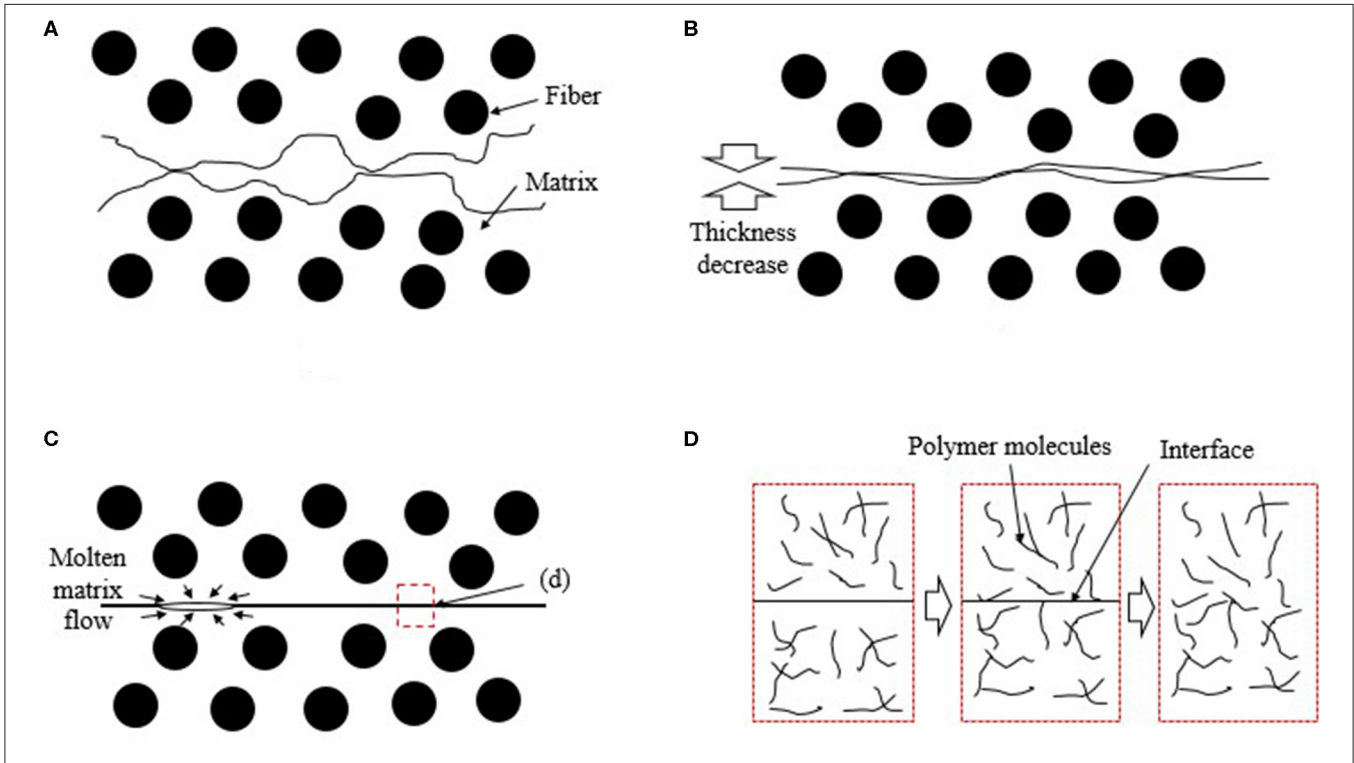 A
Fiber
Matrix
B
Thickness
decrease
C
Molten
matrix
flow
(d)
D
Polymer molecules
Interface